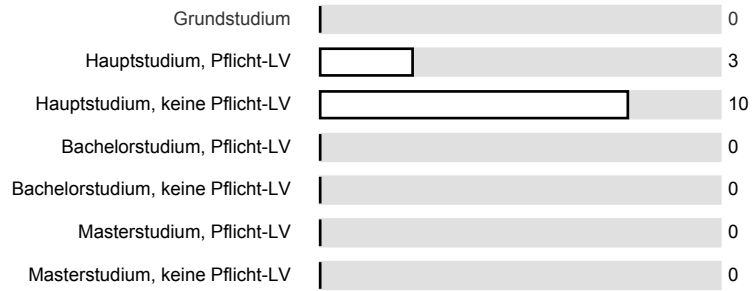 Grundstudium 0
Hauptstudium, Pflicht-LV 3
Hauptstudium, keine Pflicht-LV 10
Bachelorstudium, Pflicht-LV 0
Bachelorstudium, keine Pflicht-LV 0
Masterstudium, Pflicht-LV 0
Masterstudium, keine Pflicht-LV 0